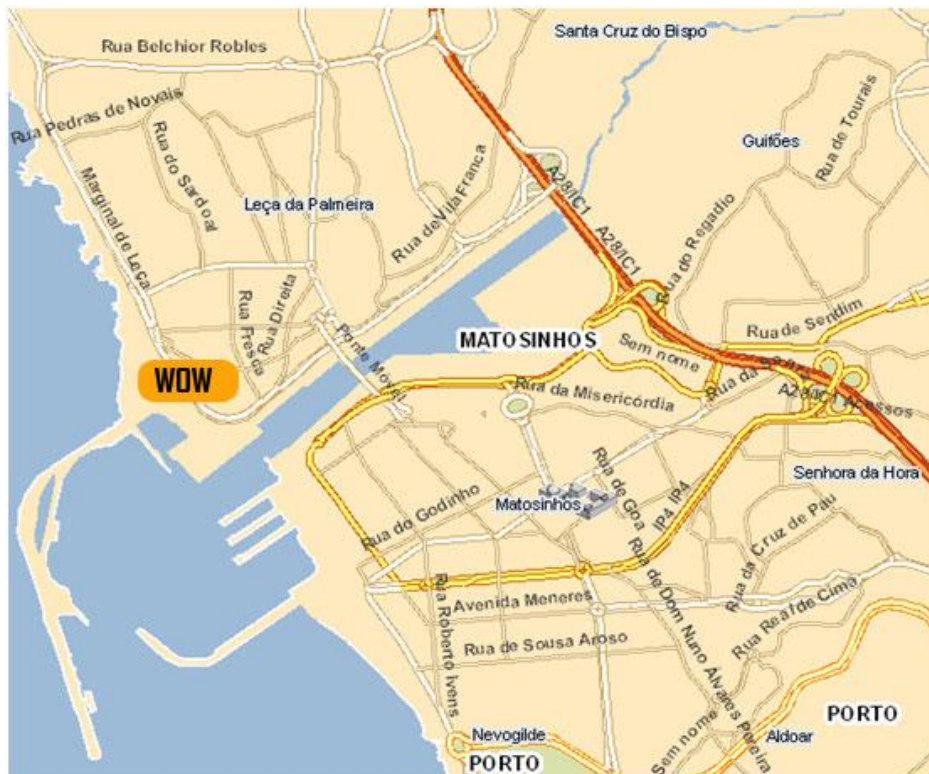 Santa Cruz do Bispo
Rua Belchior Robles
Rua Pedras de Novais
Rua do Sardoal
Rua de Vila Franca
Guifões
Rua de Tourais
A28/IC1
Leça da Palmeira
Marginal de Leça
A28/IC1
Rua do Regadio
Rua Direita
Rua Fresca
Ponte Movel
MATOSINHOS
Sem nome
Rua de Sendim
WOW
Rua da Misericórdia
Rua da
A28/IC1 Acessos
Senhora da Hora
Rua do Godinho
Matosinhos
Rua de Goa
IP4
IP4
Rua da Cruz de Pau
Avenida Meneres
Rua Roberto Ivens
Rua de Sousa Aroso
Rua de Dom Nuno Álvares Pereira
Rua Real de Cima
Sem nome
PORTO
Nevogilde
Aldoar
PORTO